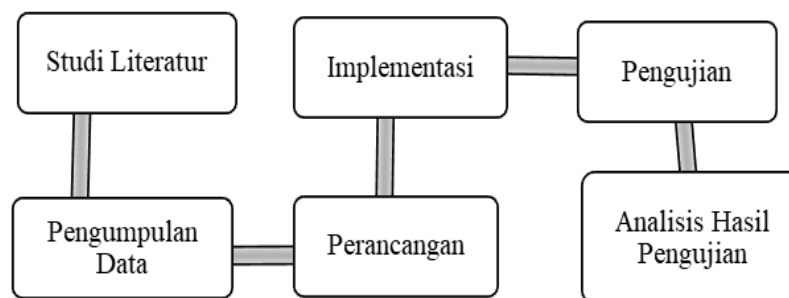 Studi Literatur
Implementasi
Pengujian
Pengumpulan
Data
Perancangan
Analisis Hasil
Pengujian